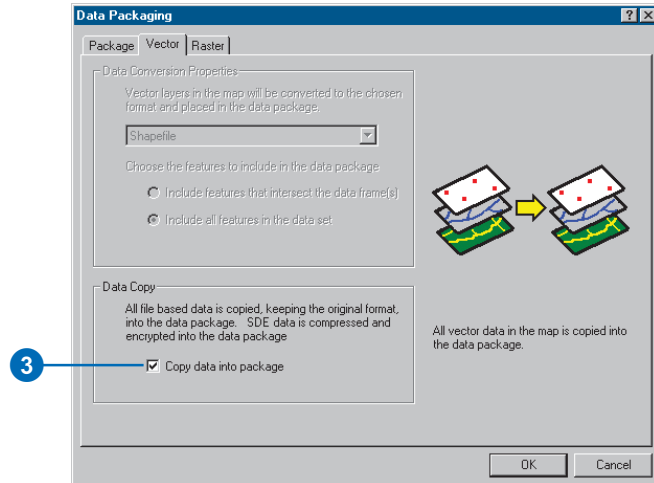 Data Packaging
Package Vector Raster
Data Conversion Properties
Vector layers in the map will be converted to the chosen
format and placed in the data package.
Shapefile
Choose the features to include in the data package
Include features that intersect the data frame(s)
Include all features in the data set
Data Copy
All file based data is copied, keeping the original format,
into the data package. SDE data is compressed and
encrypted into the data package
3 Copy data into package
All vector data in the map is copied into
the data package.
OK Cancel